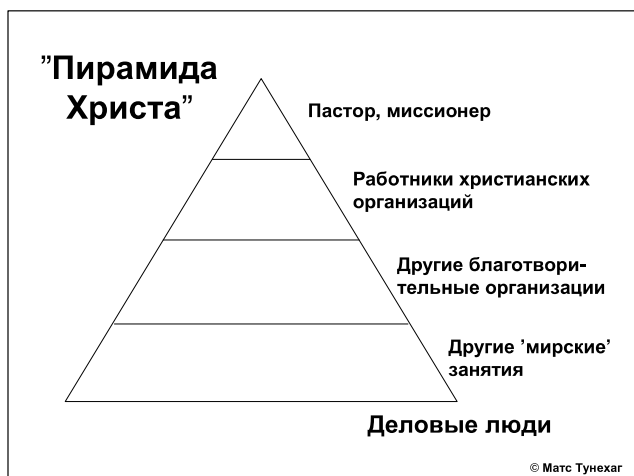 ”Пирамида
Христа”
Пастор, миссионер
Работники христианских
организаций
Другие благотвори-
тельные организации
Другие ’мирские’
занятия
Деловые люди
© Матс Тунехаг